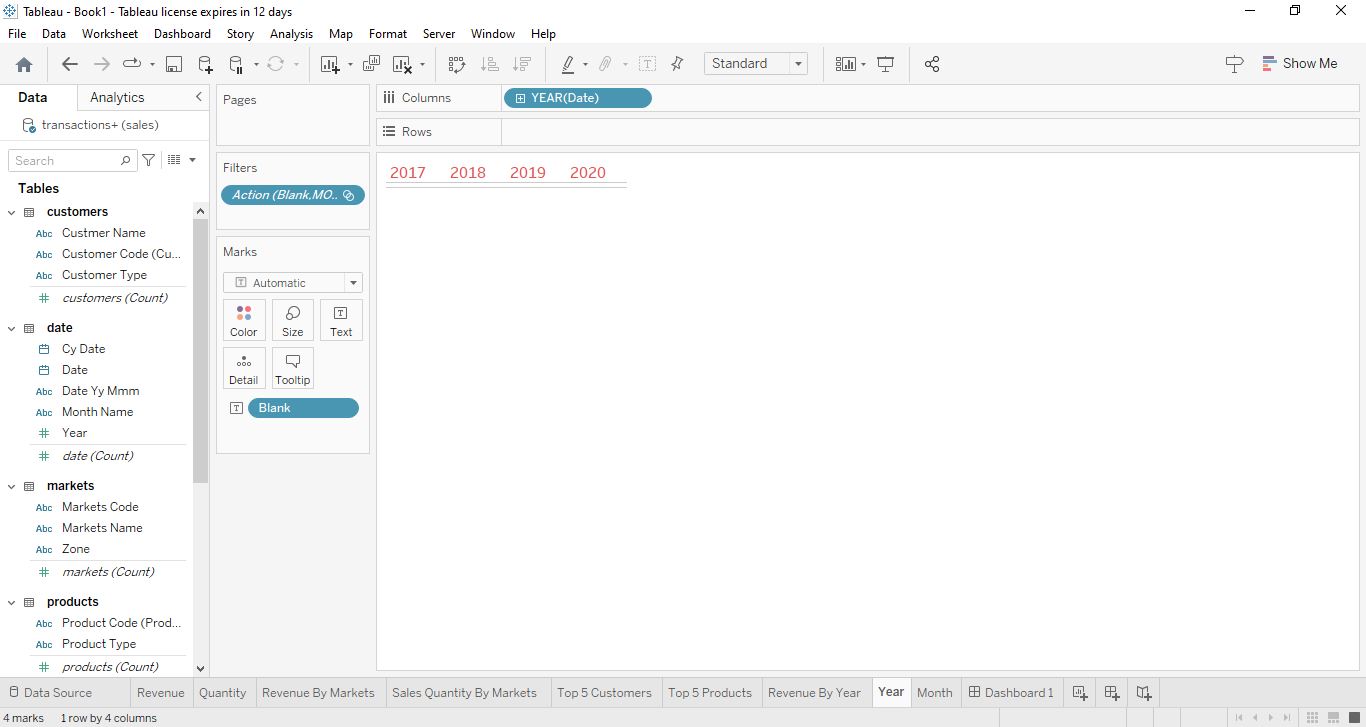 Tableau - Book1 - Tableau license expires in 12 days
File Data Worksheet Dashboard Story Analysis Map Format Server Window Help
Standard
Show Me
Data Analytics
transactions+ (sales)
Search
Tables
customers
Abc Custmer Name
Abc Customer Code (Cu...
Abc Customer Type
customers (Count)
date
Cy Date
Date
Abc Date Yy Mmm
Abc Month Name
Year
date (Count)
markets
Abc Markets Code
Abc Markets Name
Abc Zone
markets (Count)
products
Abc Product Code (Prod...
Abc Product Type
products (Count)
Pages
Filters
Action (Blank,MO..
Marks
T Automatic
Color Size Text
Detail Tooltip
T Blank
Columns YEAR(Date)
Rows
2017 2018 2019 2020
Data Source Revenue Quantity Revenue By Markets Sales Quantity By Markets Top 5 Customers Top 5 Products Revenue By Year Year Month Dashboard 1
4 marks 1 row by 4 columns